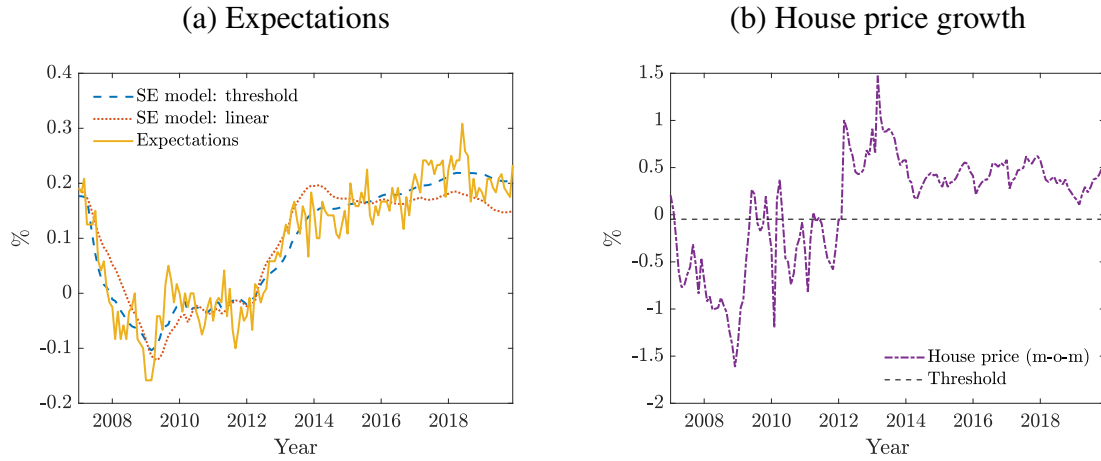 (a) Expectations
0.4
0.3
0.2
0.1
0
-0.1
-0.2
%
SE model: threshold
SE model: linear
Expectations
2008 2010 2012 2014 2016 2018
Year
(b) House price growth
1.5
1
0.5
0
-0.5
-1
-1.5
-2
%
House price (m-o-m)
Threshold
2008 2010 2012 2014 2016 2018
Year